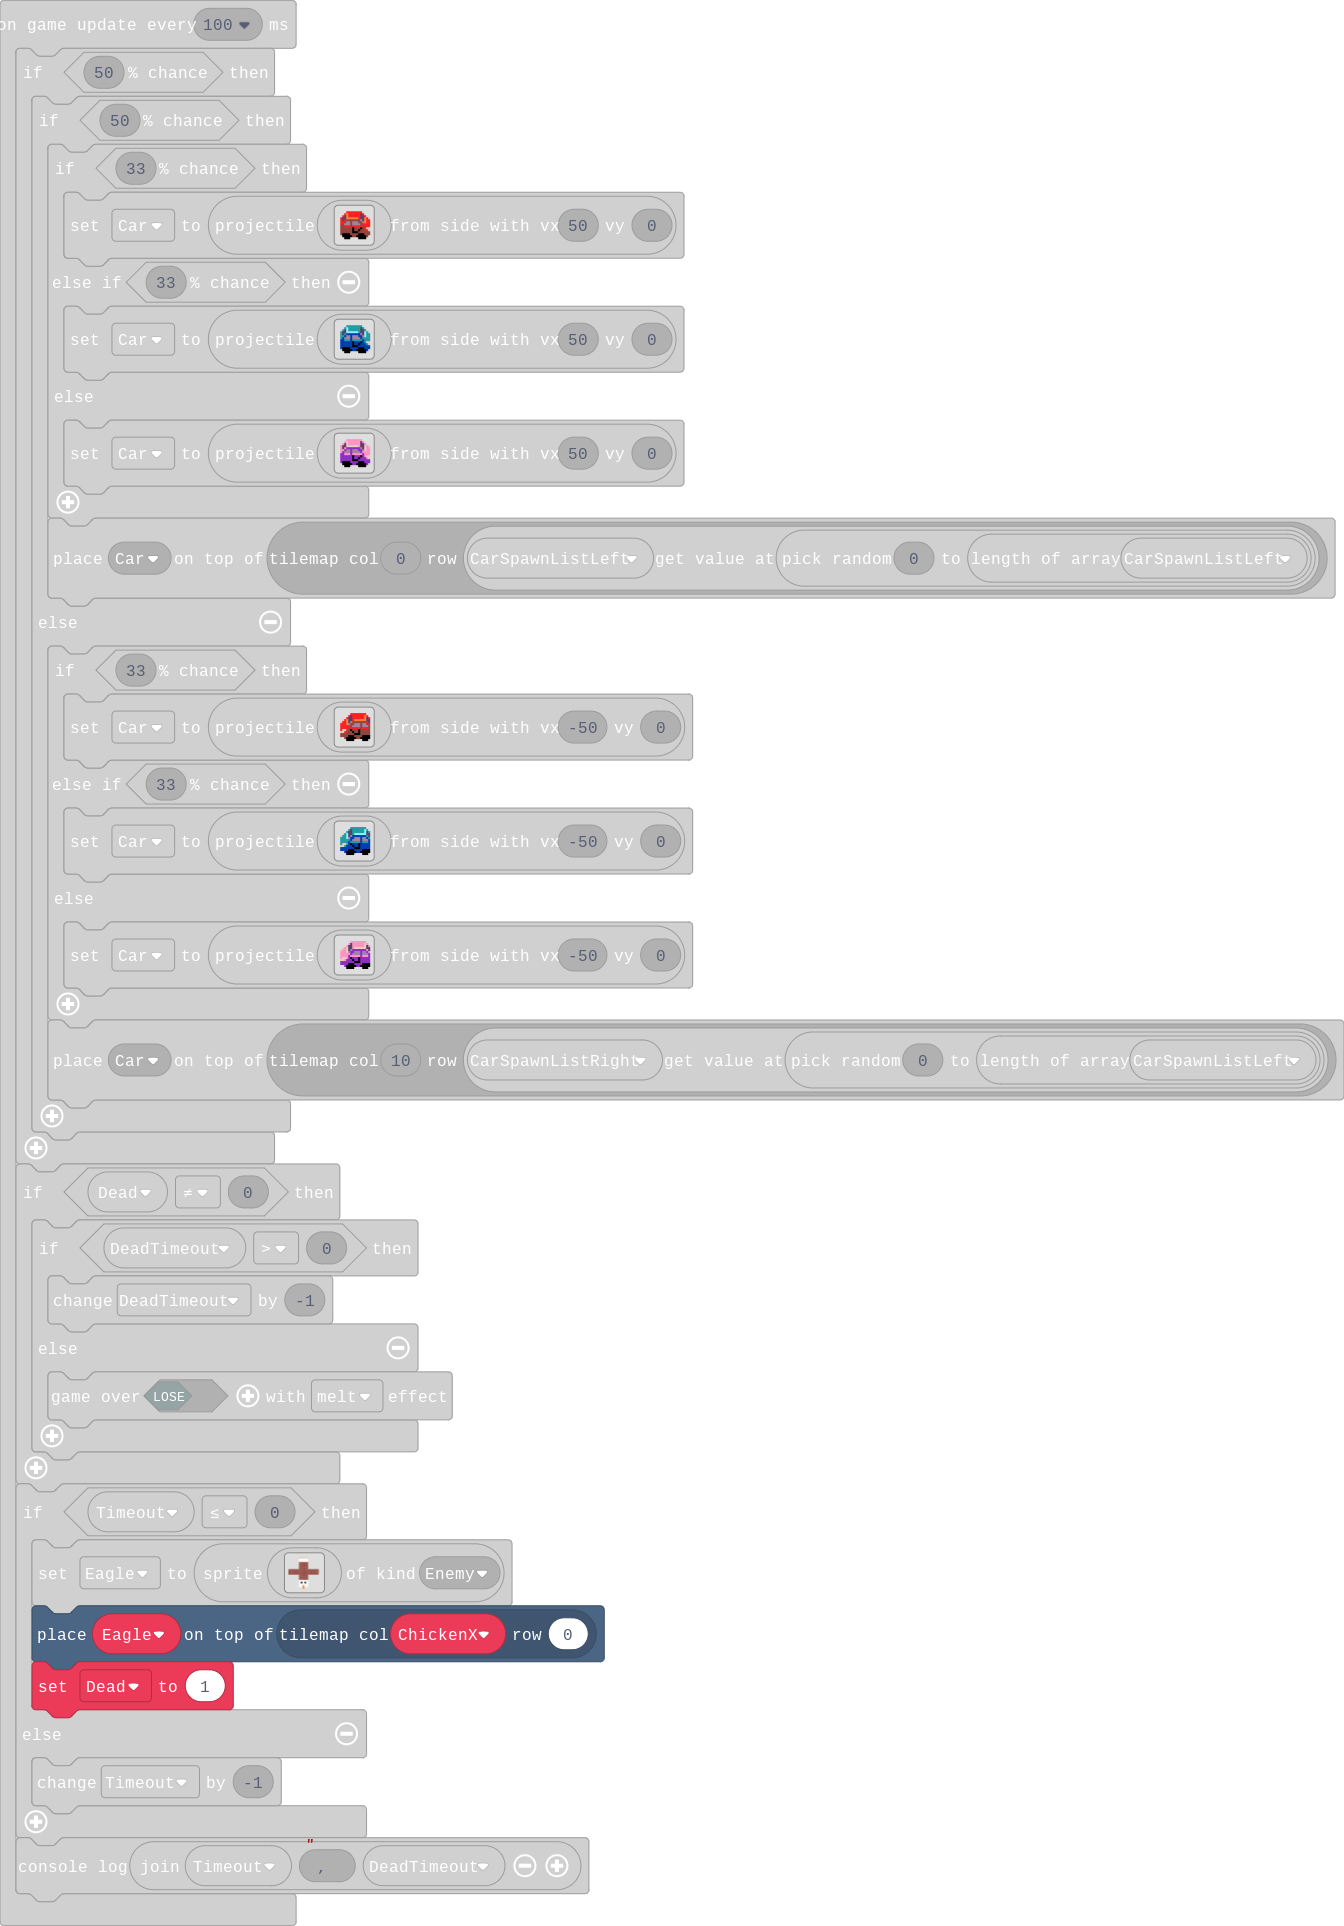 on game update every 100 ms
if 50 % chance then
if 50 % chance then
if 33 % chance then
set Car to projectile from side with vx 50 vy 0
else if 33 % chance then
set Car to projectile from side with vx 50 vy 0
else
set Car to projectile from side with vx 50 vy 0
place Car on top of tilemap col 0 row CarSpawnListLeft get value at pick random 0 to length of array CarSpawnListLeft
else
if 33 % chance then
set Car to projectile from side with vx -50 vy 0
else if 33 % chance then
set Car to projectile from side with vx -50 vy 0
else
set Car to projectile from side with vx -50 vy 0
place Car on top of tilemap col 10 row CarSpawnListRight get value at pick random 0 to length of array CarSpawnListLeft
if Dead ≠ 0 then
if DeadTimeout > 0 then
change DeadTimeout by -1
else
game over LOSE with melt effect
if Timeout ≤ 0 then
set Eagle to sprite of kind Enemy
place Eagle on top of tilemap col ChickenX row 0
set Dead to 1
else
change Timeout by -1
console log join Timeout " , DeadTimeout